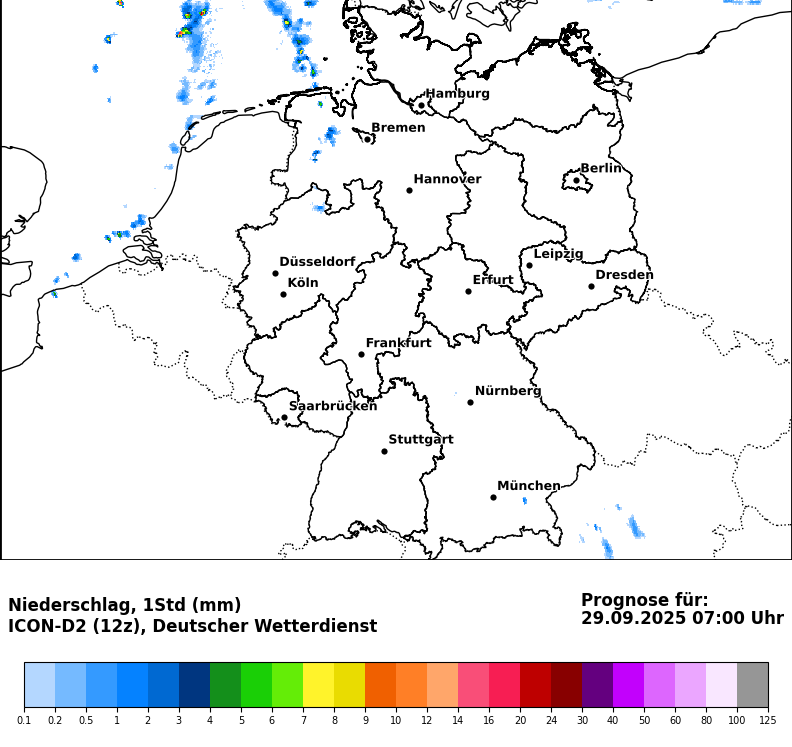 Hamburg
Bremen
Berlin
Hannover
Leipzig
Düsseldorf
Dresden
Köln
Erfurt
Frankfurt
Nürnberg
Saarbrücken
Stuttgart
München
Niederschlag, 1Std (mm)
ICON-D2 (12z), Deutscher Wetterdienst
Prognose für:
29.09.2025 07:00 Uhr
0.1 0.2 0.5 1 2 3 4 5 6 7 8 9 10 12 14 16 20 24 30 40 50 60 80 100 125